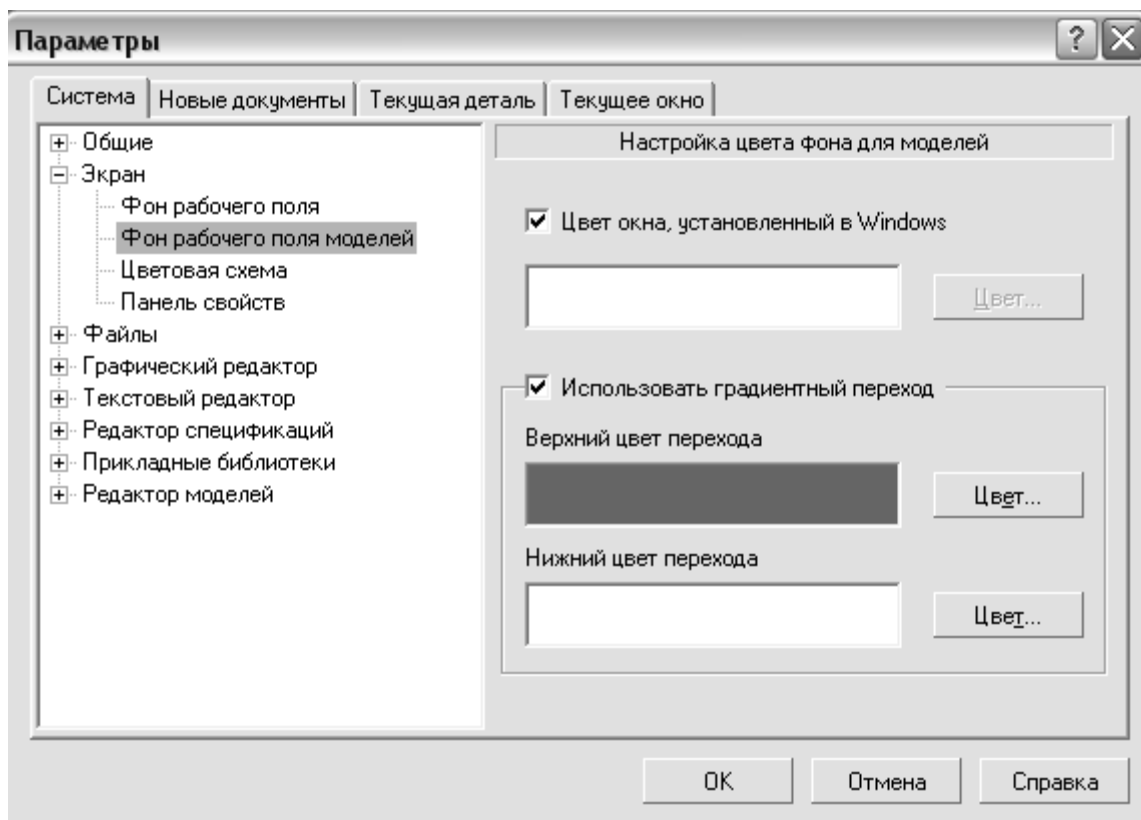 Параметры
Система Новые документы Текущая деталь Текущее окно
Общие
Экран
Фон рабочего поля
Фон рабочего поля моделей
Цветовая схема
Панель свойств
Файлы
Графический редактор
Текстовый редактор
Редактор спецификаций
Прикладные библиотеки
Редактор моделей
Настройка цвета фона для моделей
Цвет окна, установленный в Windows
Цвет...
Использовать градиентный переход
Верхний цвет перехода
Цвет...
Нижний цвет перехода
Цвет...
OK Отмена Справка